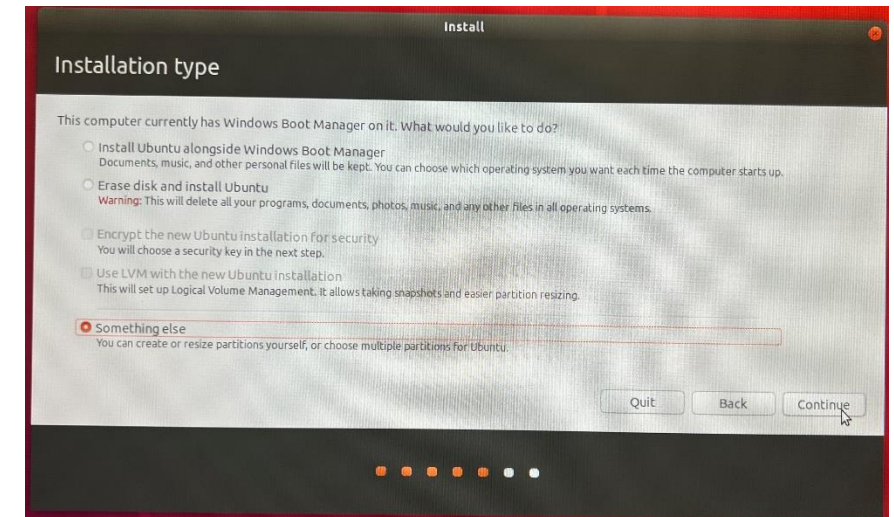 Install
Installation type
This computer currently has Windows Boot Manager on it. What would you like to do?
Install Ubuntu alongside Windows Boot Manager
Documents, music, and other personal files will be kept. You can choose which operating system you want each time the computer starts up.
Erase disk and install Ubuntu
Warning: This will delete all your programs, documents, photos, music, and any other files in all operating systems.
Encrypt the new Ubuntu installation for security
You will choose a security key in the next step.
Use LVM with the new Ubuntu installation
This will set up Logical Volume Management. It allows taking snapshots and easier partition resizing.
Something else
You can create or resize partitions yourself, or choose multiple partitions for Ubuntu.
Quit Back Continue